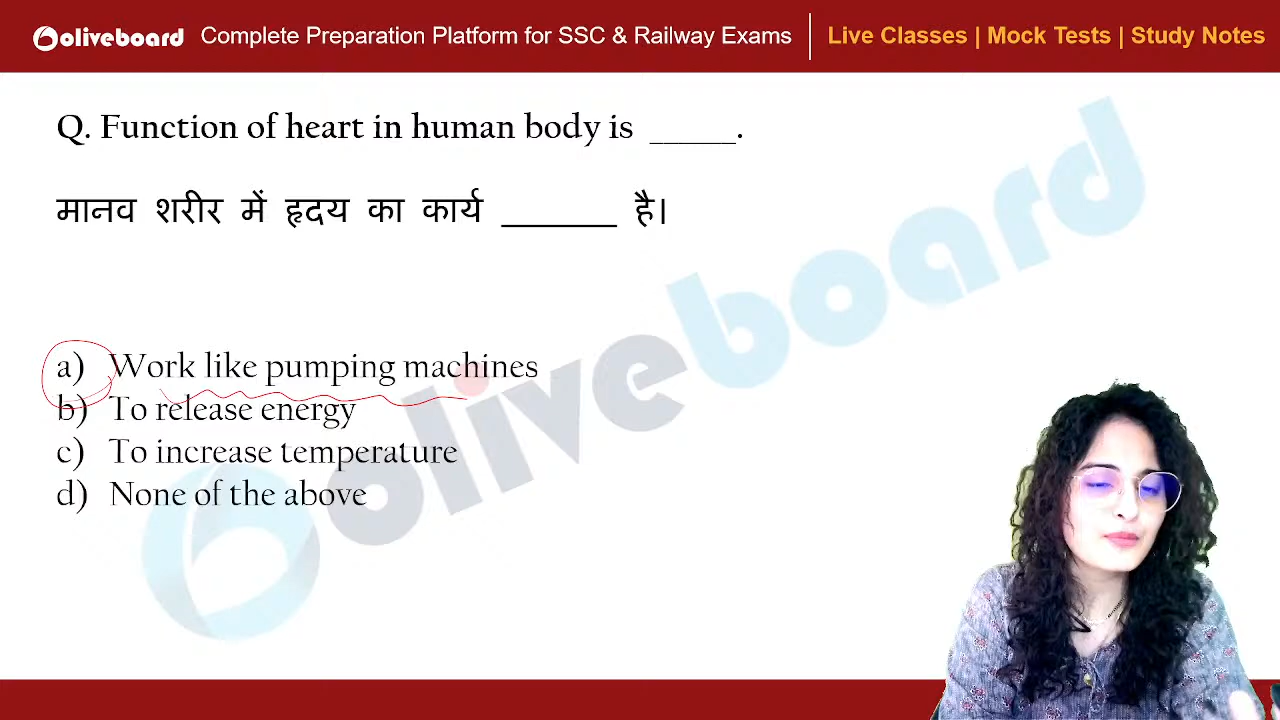 oliveboard Complete Preparation Platform for SSC & Railway Exams Live Classes | Mock Tests | Study Notes
Q. Function of heart in human body is _____.
मानव शरीर में हृदय का कार्य _______ है।
a) Work like pumping machines
b) To release energy
c) To increase temperature
d) None of the above
oliveboard